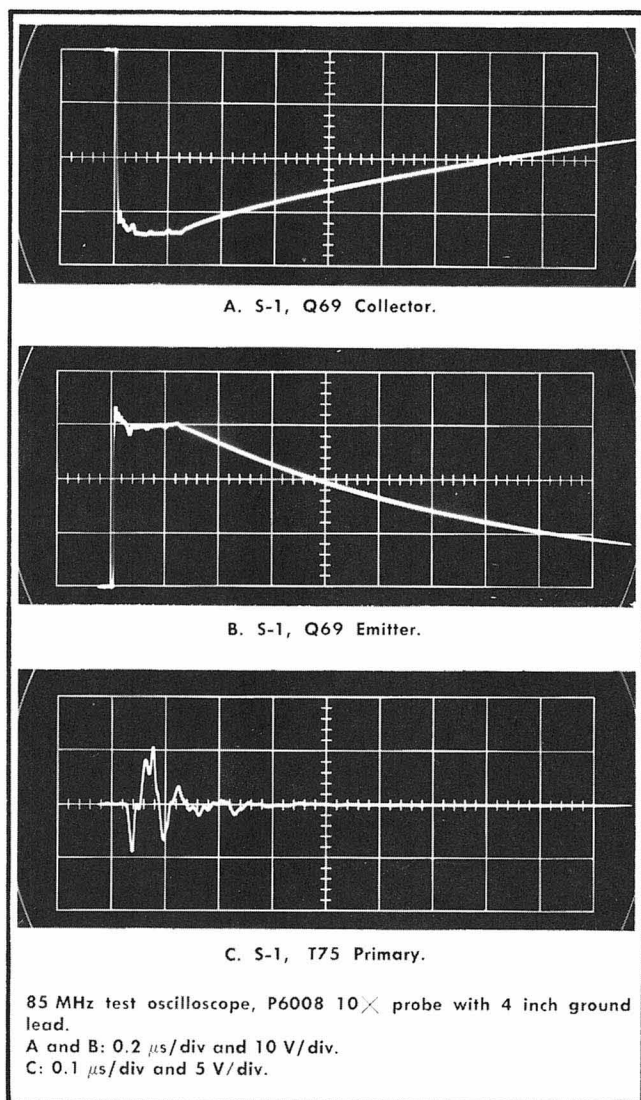 A. S-1, Q69 Collector.
B. S-1, Q69 Emitter.
C. S-1, T75 Primary.
85 MHz test oscilloscope, P6008 10× probe with 4 inch ground
lead.
A and B: 0.2 μs/div and 10 V/div.
C: 0.1 μs/div and 5 V/div.